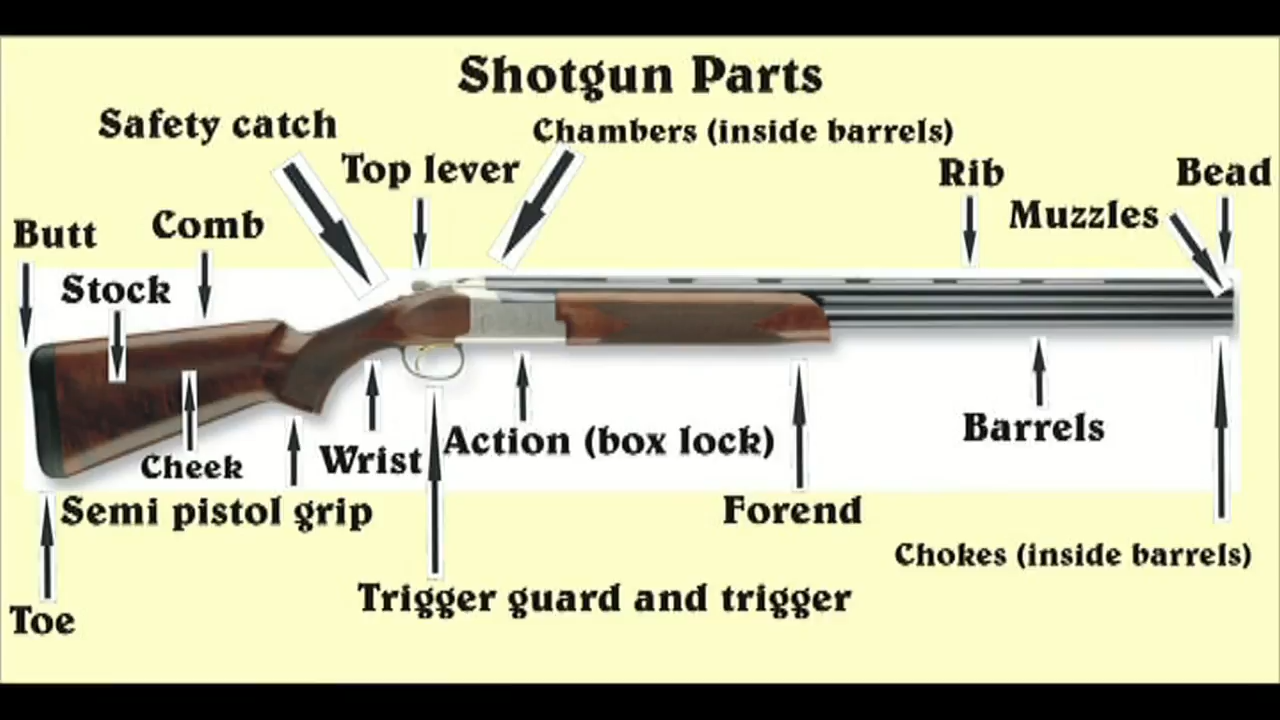 Shotgun Parts
Safety catch
Chambers (inside barrels)
Top lever
Rib
Bead
Muzzles
Butt
Comb
Stock
Barrels
Action (box lock)
Wrist
Cheek
Semi pistol grip
Forend
Chokes (inside barrels)
Trigger guard and trigger
Toe